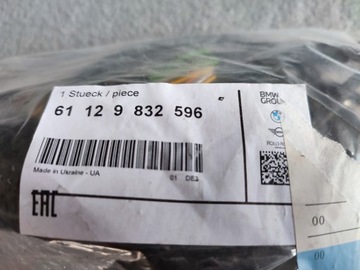 1 Stueck / piece
61 12 9 832 596
Made in Ukraine - UA
01
BMW
GROUP
EAC
00
00